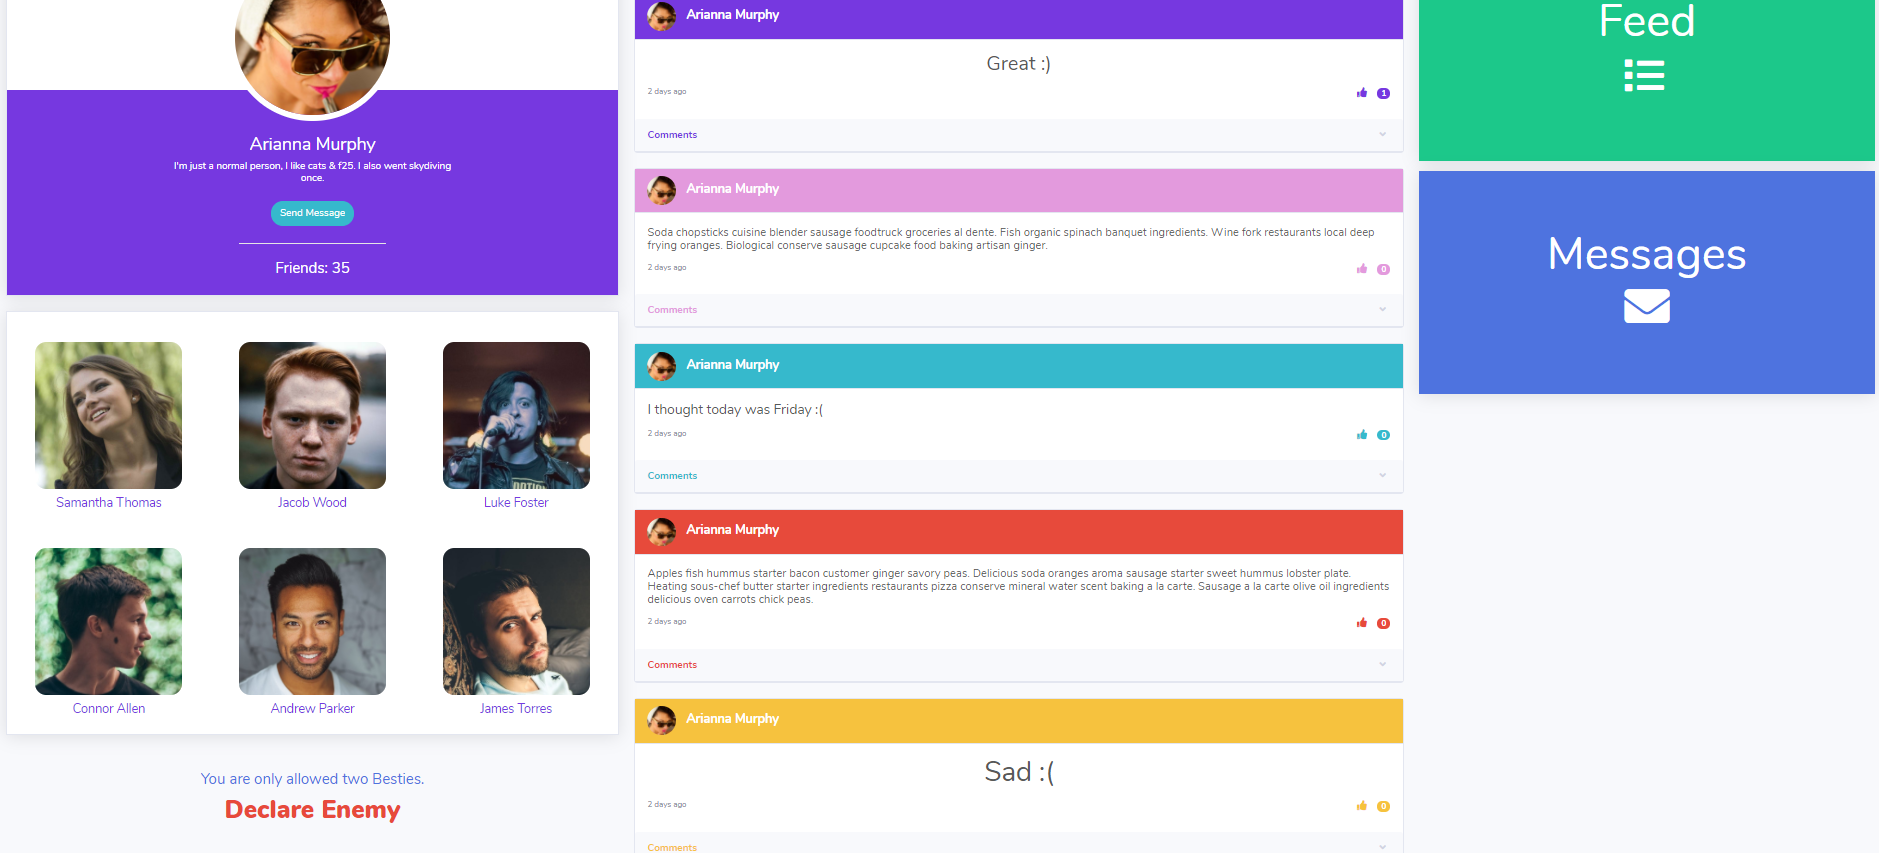 Arianna Murphy
I'm just a normal person, I like cats & f25. I also went skydiving
once.
Send Message
Friends: 35
Samantha Thomas
Jacob Wood
Luke Foster
Connor Allen
Andrew Parker
James Torres
You are only allowed two Besties.
Declare Enemy
Arianna Murphy
Great :)
2 days ago
1
Comments
Arianna Murphy
Soda chopsticks cuisine blender sausage foodtruck groceries al dente. Fish organic spinach banquet ingredients. Wine fork restaurants local deep
frying oranges. Biological conserve sausage cupcake food baking artisan ginger.
2 days ago
0
Comments
Arianna Murphy
I thought today was Friday :(
2 days ago
0
Comments
Arianna Murphy
Apples fish hummus starter bacon customer ginger savory peas. Delicious soda oranges aroma sausage starter sweet hummus lobster plate.
Heating sous-chef butter starter ingredients restaurants pizza conserve mineral water scent baking a la carte. Sausage a la carte olive oil ingredients
delicious oven carrots chick peas.
2 days ago
0
Comments
Arianna Murphy
Sad :(
2 days ago
0
Comments
Feed
Messages